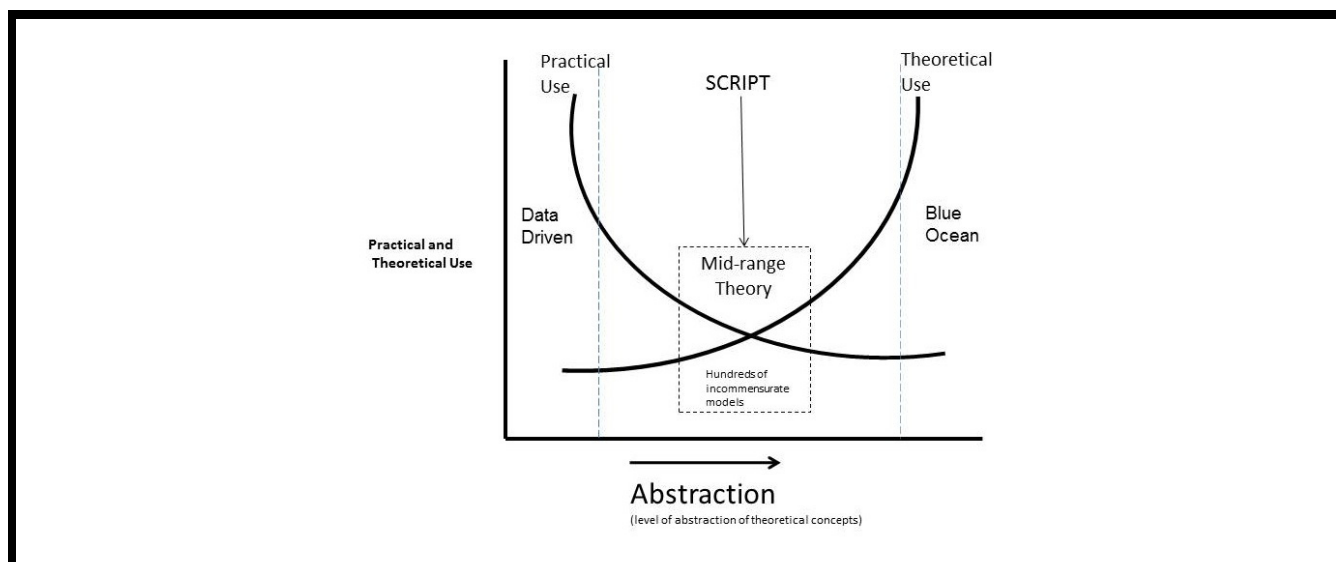 Practical
Use
SCRIPT
Theoretical
Use
Data
Driven
Blue
Ocean
Practical and
Theoretical Use
Mid-range
Theory
Hundreds of
incommensurate
models
Abstraction
(level of abstraction of theoretical concepts)